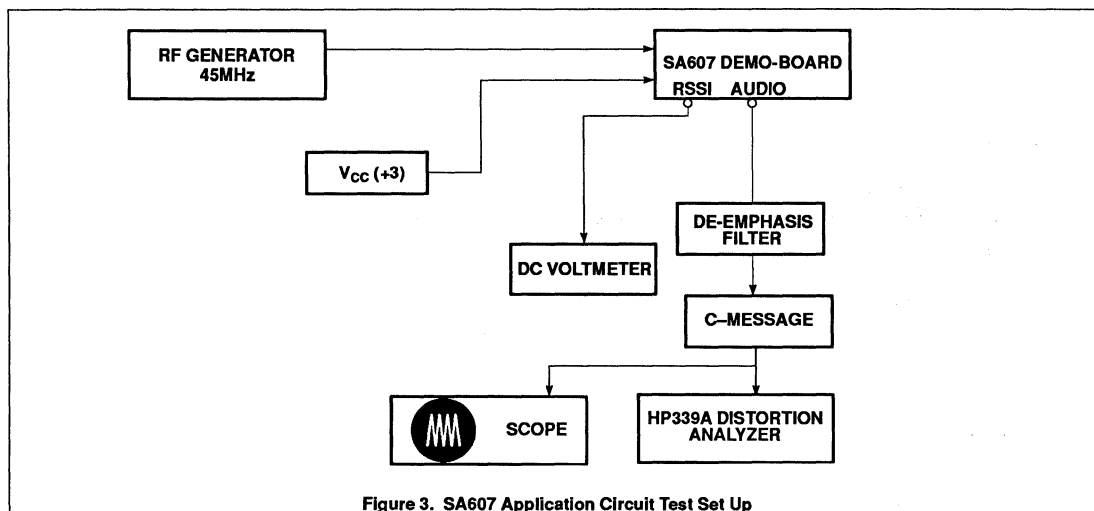 RF GENERATOR
45MHz
SA607 DEMO-BOARD
RSSI AUDIO
VCC (+3)
DE-EMPHASIS
FILTER
DC VOLTMETER
C–MESSAGE
SCOPE
HP339A DISTORTION
ANALYZER
Figure 3. SA607 Application Circuit Test Set Up